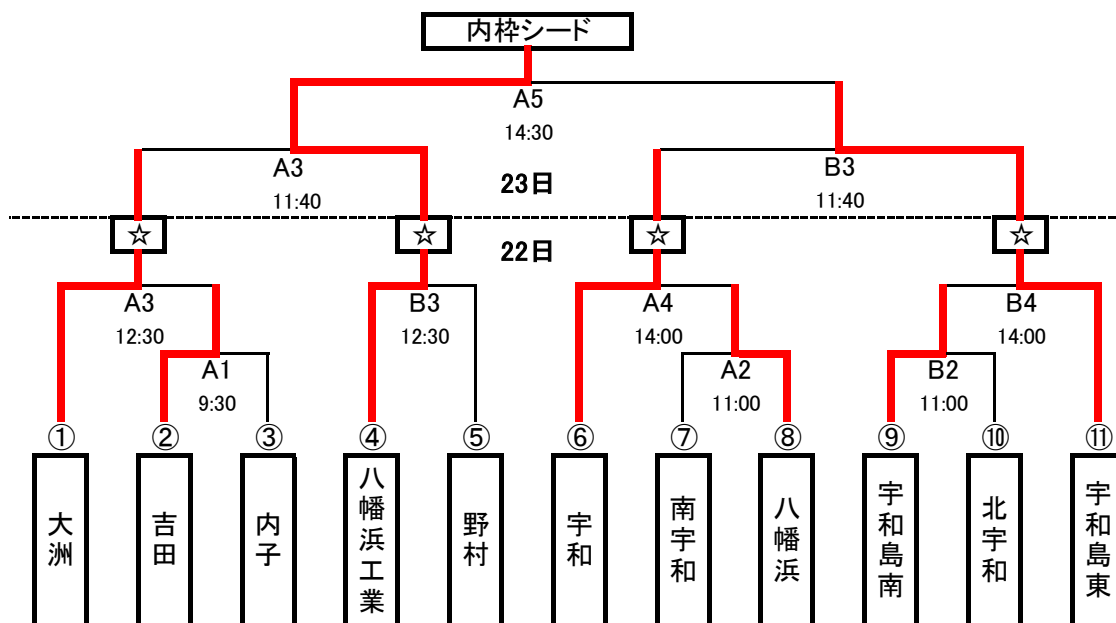 内枠シード
A5
14:30
A3
B3
23日
11:40
11:40
☆
☆
☆
☆
22日
A3
B3
A4
B4
12:30
12:30
14:00
14:00
A1
A2
B2
9:30
11:00
11:00
①
②
③
④
⑤
⑥
⑦
⑧
⑨
⑩
⑪
大洲
吉田
内子
八幡浜工業
野村
宇和
南宇和
八幡浜
宇和島南
北宇和
宇和島東